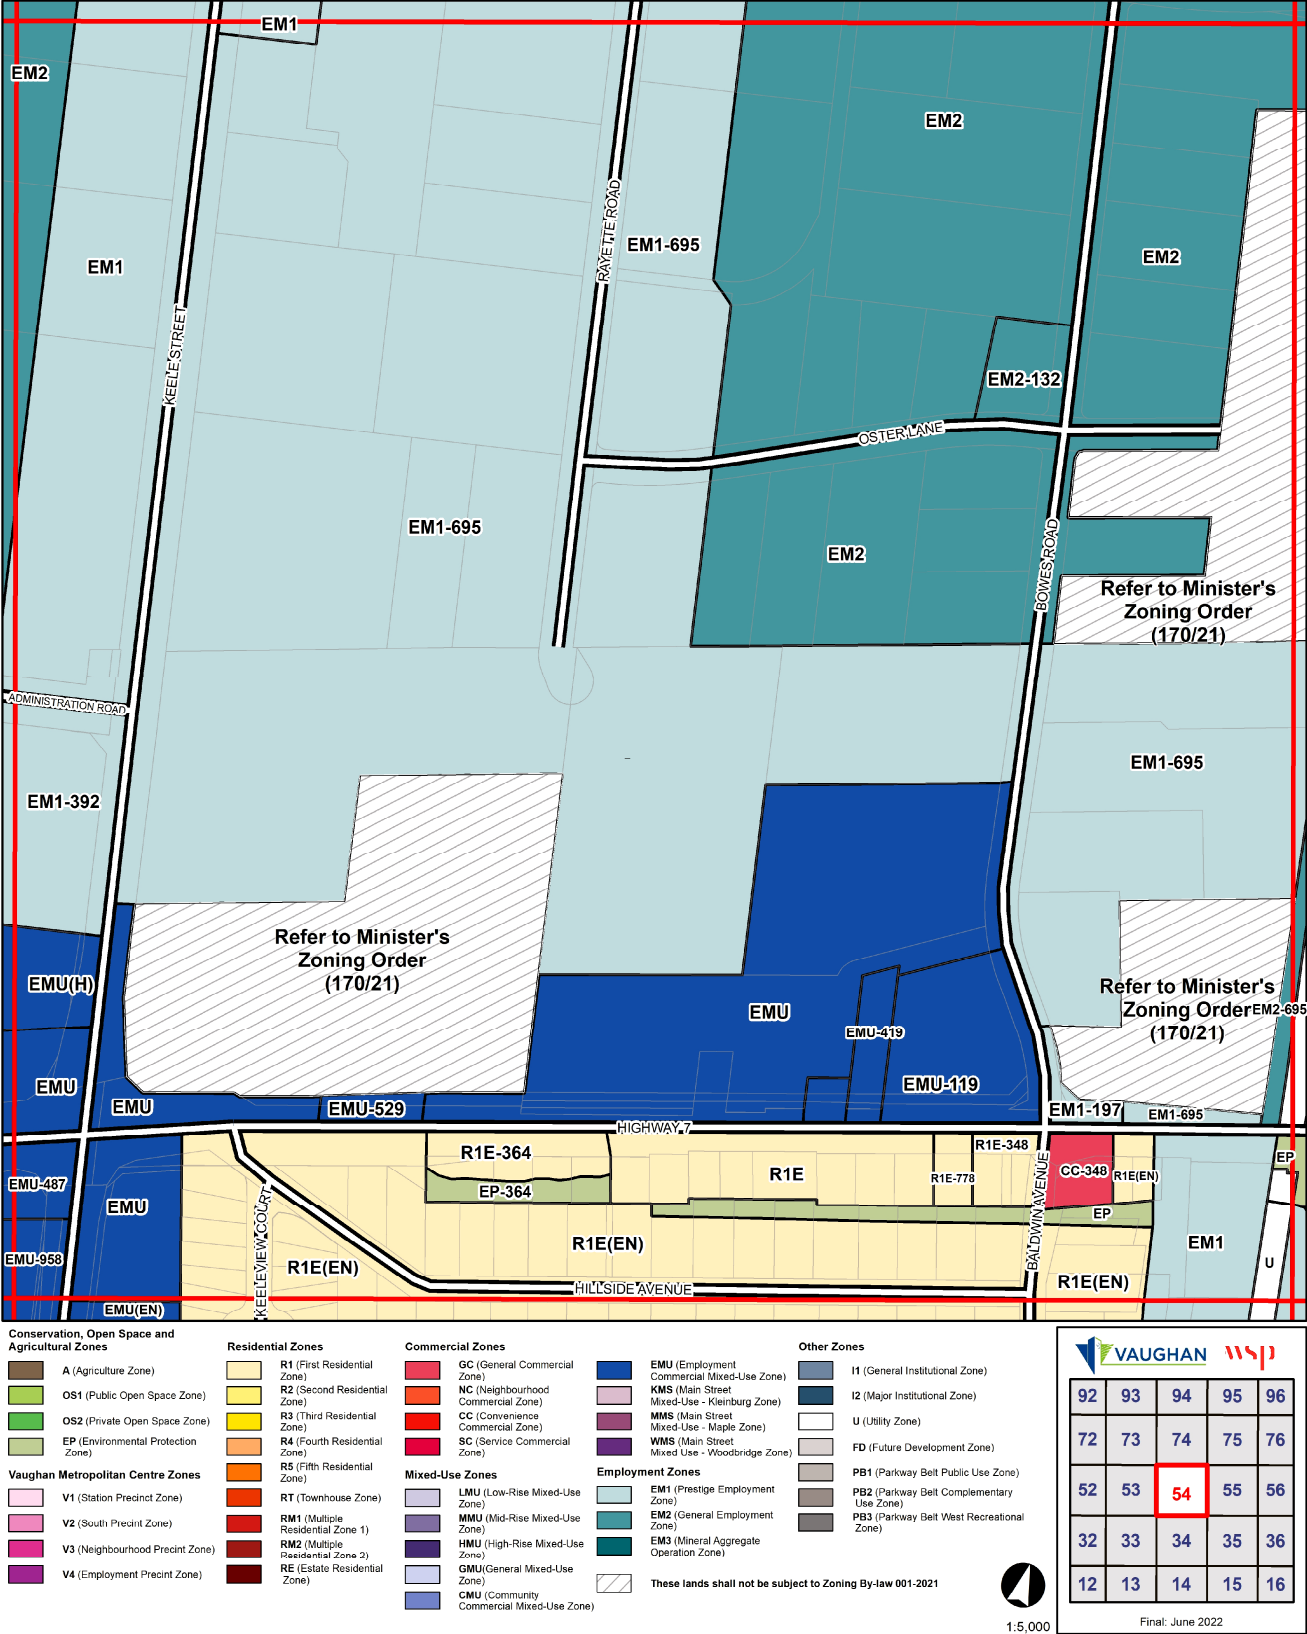 EM1
EM2
EM2
EM1-695
EM2
EM1
RAYETTE ROAD
KEELE STREET
EM2-132
OSTER LANE
EM1-695
EM2
BOWES ROAD
Refer to Minister's
Zoning Order
(170/21)
ADMINISTRATION ROAD
EM1-695
EM1-392
Refer to Minister's
Zoning Order
(170/21)
EMU(H)
EMU
EMU-419
Refer to Minister's
Zoning Order
(170/21)
EM2-695
EMU
EMU
EMU-529
EMU-119
EM1-197
EM1-695
HIGHWAY 7
R1E-364
R1E
R1E-348
R1E-778
CC-348
R1E(EN)
EP
EMU-487
EMU
EP-364
EP
BALDWIN AVENUE
KEELEVIEW COURT
R1E(EN)
EM1
EMU-958
R1E(EN)
R1E(EN)
U
HILLSIDE AVENUE
EMU(EN)
Conservation, Open Space and
Agricultural Zones
A (Agriculture Zone)
OS1 (Public Open Space Zone)
OS2 (Private Open Space Zone)
EP (Environmental Protection
Zone)
Vaughan Metropolitan Centre Zones
V1 (Station Precinct Zone)
V2 (South Precint Zone)
V3 (Neighbourhood Precint Zone)
V4 (Employment Precint Zone)
Residential Zones
R1 (First Residential
Zone)
R2 (Second Residential
Zone)
R3 (Third Residential
Zone)
R4 (Fourth Residential
Zone)
R5 (Fifth Residential
Zone)
RT (Townhouse Zone)
RM1 (Multiple
Residential Zone 1)
RM2 (Multiple
Residential Zone 2)
RE (Estate Residential
Zone)
Commercial Zones
GC (General Commercial
Zone)
NC (Neighbourhood
Commercial Zone)
CC (Convenience
Commercial Zone)
SC (Service Commercial
Zone)
Mixed-Use Zones
LMU (Low-Rise Mixed-Use
Zone)
MMU (Mid-Rise Mixed-Use
Zone)
HMU (High-Rise Mixed-Use
Zone)
GMU(General Mixed-Use
Zone)
CMU (Community
Commercial Mixed-Use Zone)
EMU (Employment
Commercial Mixed-Use Zone)
KMS (Main Street
Mixed-Use - Kleinburg Zone)
MMS (Main Street
Mixed-Use - Maple Zone)
WMS (Main Street
Mixed Use - Woodbridge Zone)
Employment Zones
EM1 (Prestige Employment
Zone)
EM2 (General Employment
Zone)
EM3 (Mineral Aggregate
Operation Zone)
These lands shall not be subject to Zoning By-law 001-2021
Other Zones
I1 (General Institutional Zone)
I2 (Major Institutional Zone)
U (Utility Zone)
FD (Future Development Zone)
PB1 (Parkway Belt Public Use Zone)
PB2 (Parkway Belt Complementary
Use Zone)
PB3 (Parkway Belt West Recreational
Zone)
1:5,000
VAUGHAN wsp
92 93 94 95 96
72 73 74 75 76
52 53 54 55 56
32 33 34 35 36
12 13 14 15 16
Final: June 2022